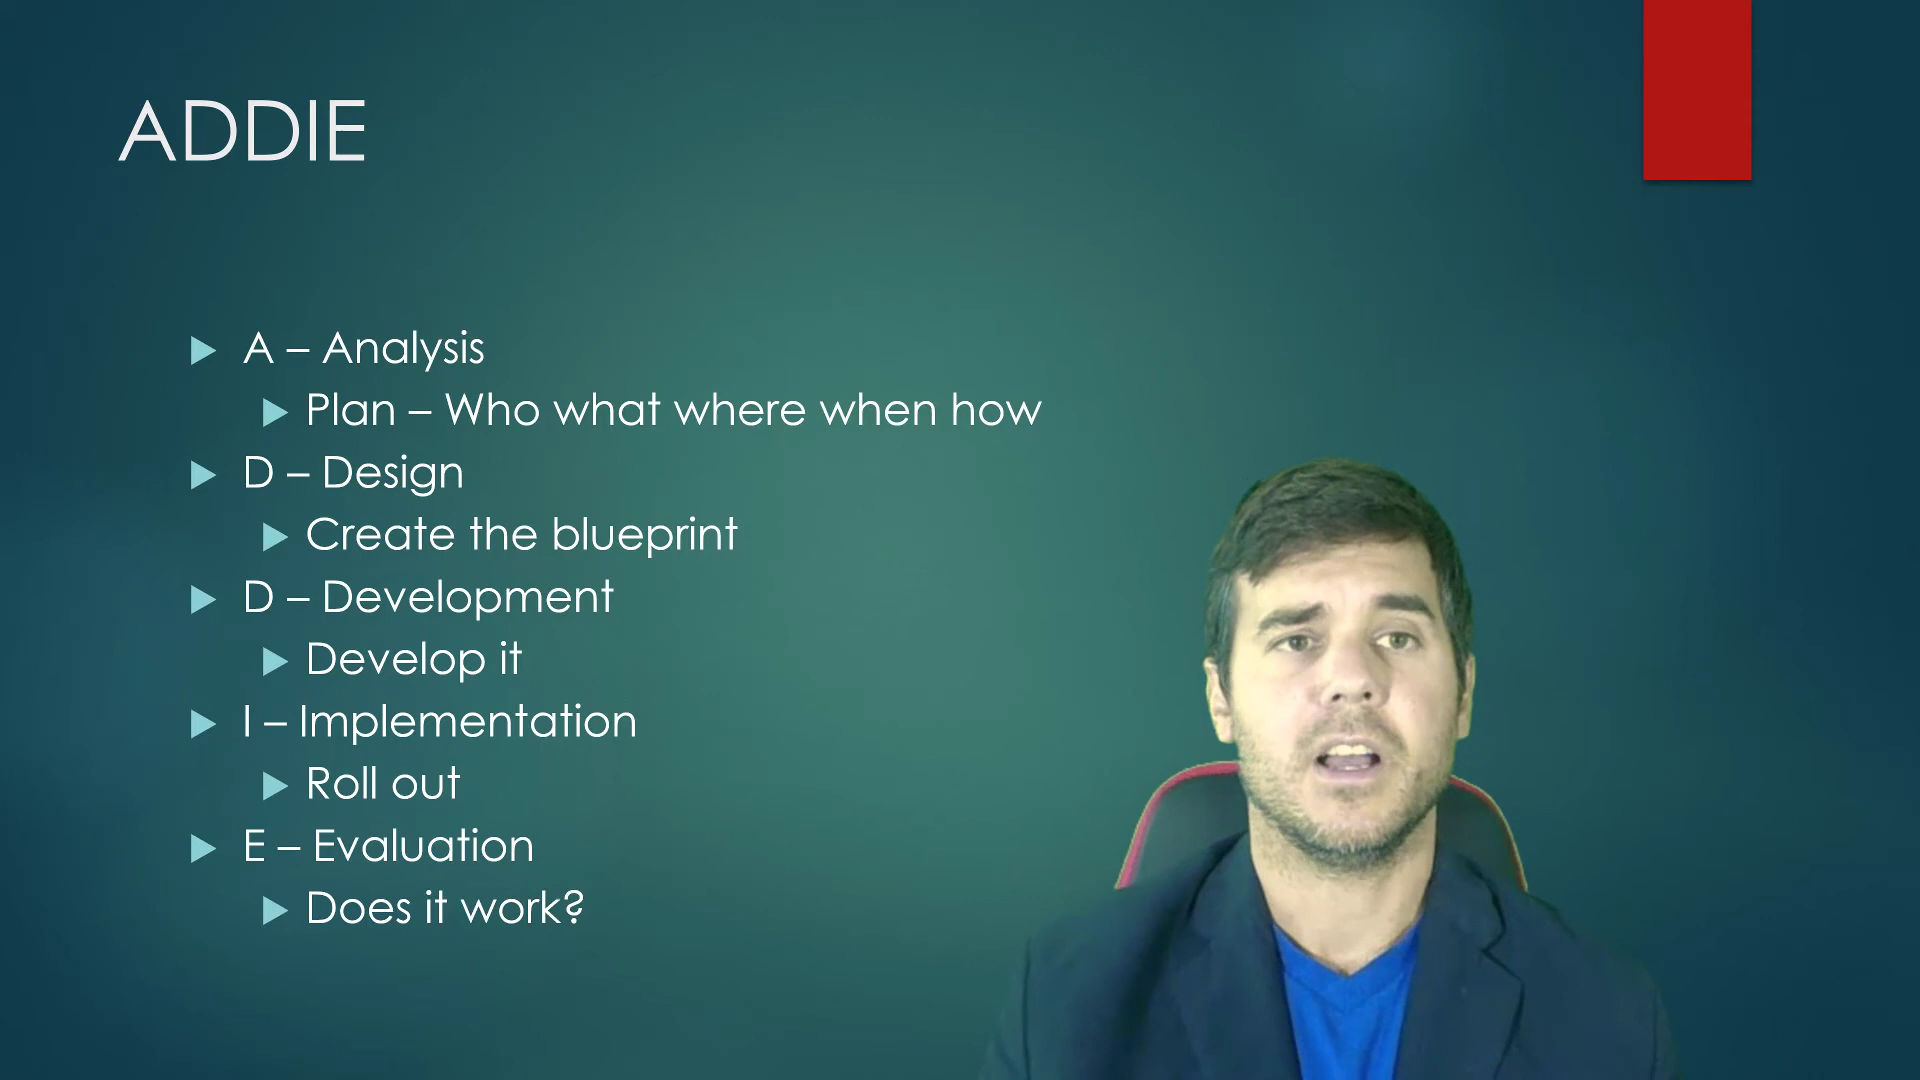 ADDIE
A – Analysis
Plan – Who what where when how
D – Design
Create the blueprint
D – Development
Develop it
I – Implementation
Roll out
E – Evaluation
Does it work?